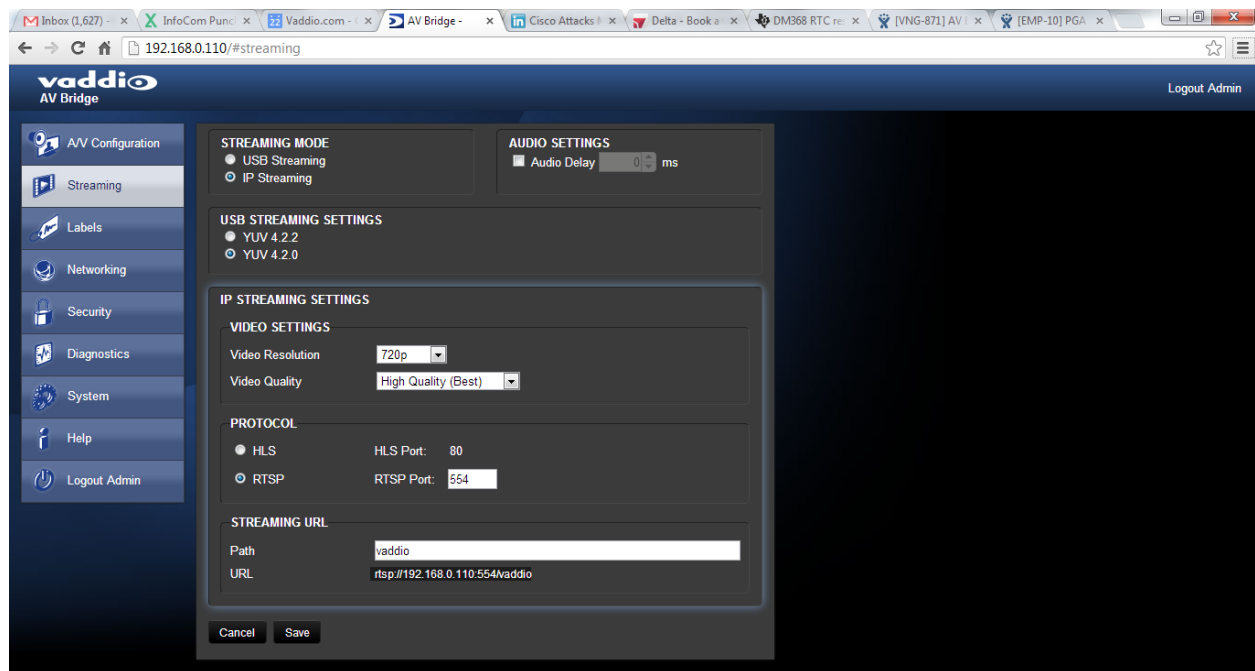 Inbox (1,627) -
InfoCom Punc
Vaddio.com -
AV Bridge -
Cisco Attacks
Delta - Book a
DM368 RTC re
[VNG-871] AV
[EMP-10] PGA
192.168.0.110/#streaming
vaddio
AV Bridge
Logout Admin
A/V Configuration
Streaming
Labels
Networking
Security
Diagnostics
System
Help
Logout Admin
STREAMING MODE
USB Streaming
IP Streaming
AUDIO SETTINGS
Audio Delay 0 ms
USB STREAMING SETTINGS
YUV 4.2.2
YUV 4.2.0
IP STREAMING SETTINGS
VIDEO SETTINGS
Video Resolution 720p
Video Quality High Quality (Best)
PROTOCOL
HLS HLS Port: 80
RTSP RTSP Port: 554
STREAMING URL
Path vaddio
URL rtsp://192.168.0.110:554/vaddio
Cancel Save